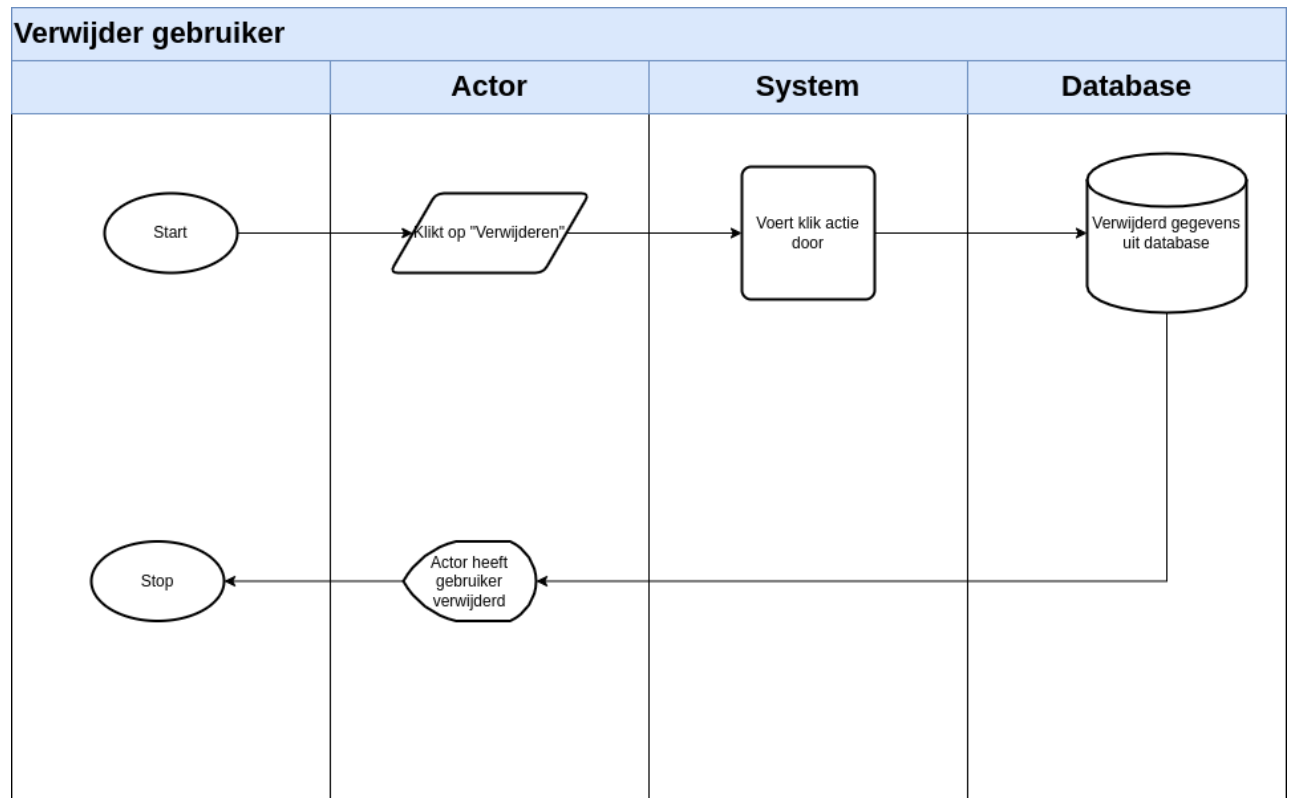 Verwijder gebruiker
Actor
System
Database
Start
Klikt op "Verwijderen"
Voert klik actie
door
Verwijderd gegevens
uit database
Stop
Actor heeft
gebruiker
verwijderd